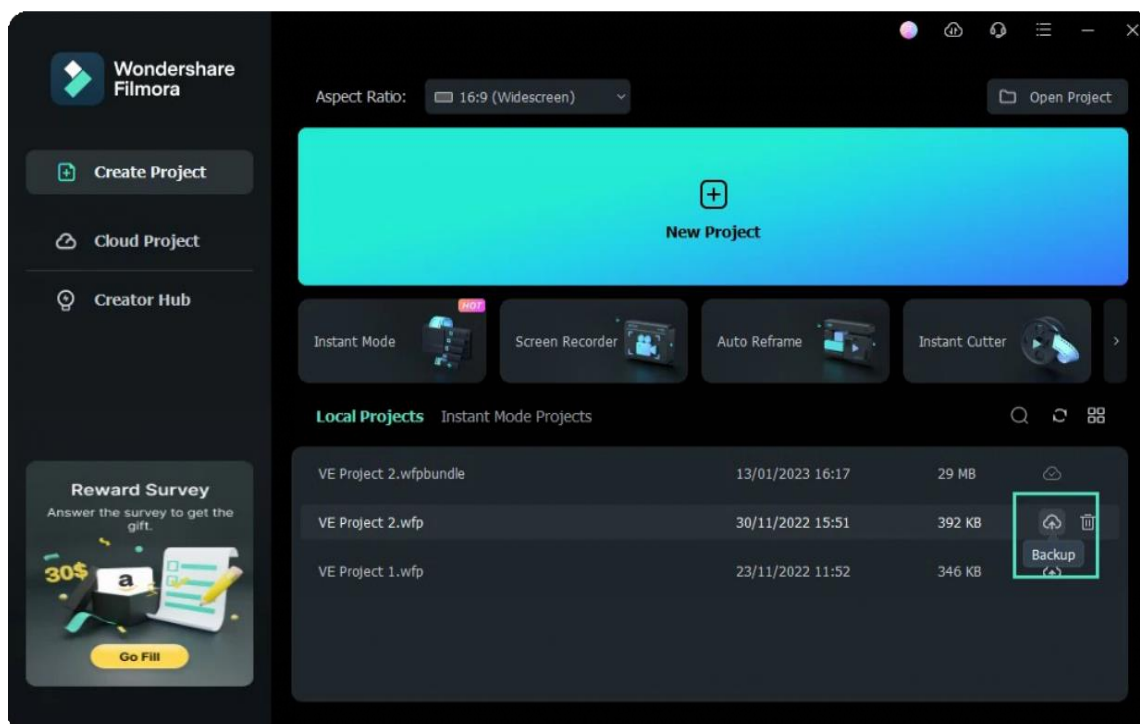 Wondershare
Filmora
Aspect Ratio: 16:9 (Widescreen)
Open Project
Create Project
Cloud Project
Creator Hub
New Project
Instant Mode
HOT
Screen Recorder
Auto Reframe
Instant Cutter
Local Projects Instant Mode Projects
VE Project 2.wfpbundle 13/01/2023 16:17 29 MB
VE Project 2.wfp 30/11/2022 15:51 392 KB
Backup
VE Project 1.wfp 23/11/2022 11:52 346 KB
Reward Survey
Answer the survey to get the
gift.
30$
a
Go Fill